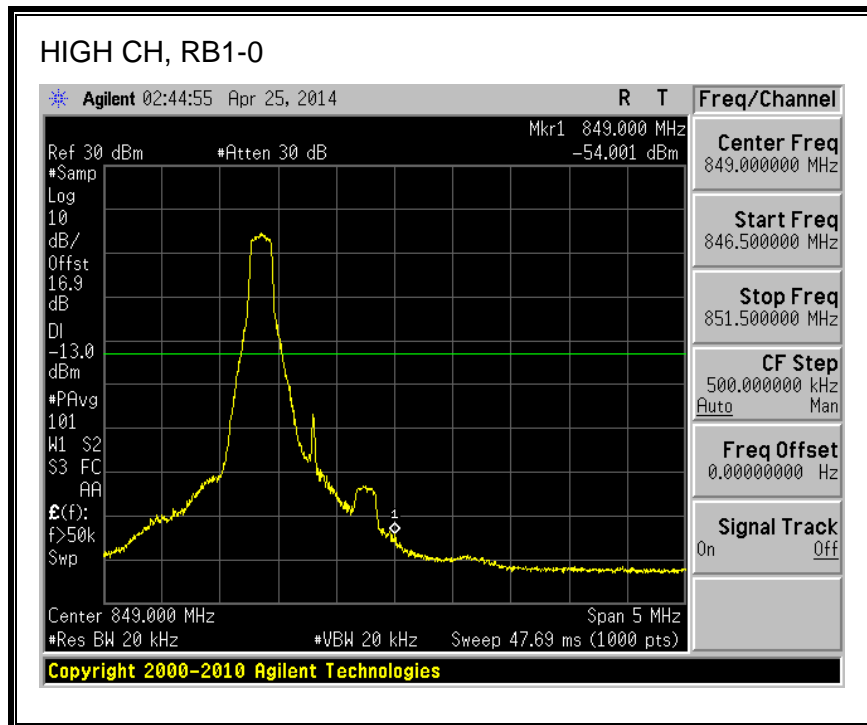 HIGH CH, RB1-0
Agilent 02:44:55 Apr 25, 2014 R T
Mkr1 849.000 MHz
Ref 30 dBm #Atten 30 dB -54.001 dBm
#Samp
Log
10
dB/
Offst
16.9
dB
DI
-13.0
dBm
#PAvg
101
W1 S2
S3 FC
AA
£(f):
f>50k
Swp
1
Center 849.000 MHz Span 5 MHz
#Res BW 20 kHz #VBW 20 kHz Sweep 47.69 ms (1000 pts)
Freq/Channel
Center Freq
849.000000 MHz
Start Freq
846.500000 MHz
Stop Freq
851.500000 MHz
CF Step
500.000000 kHz
Auto Man
Freq Offset
0.00000000 Hz
Signal Track
On Off
Copyright 2000-2010 Agilent Technologies